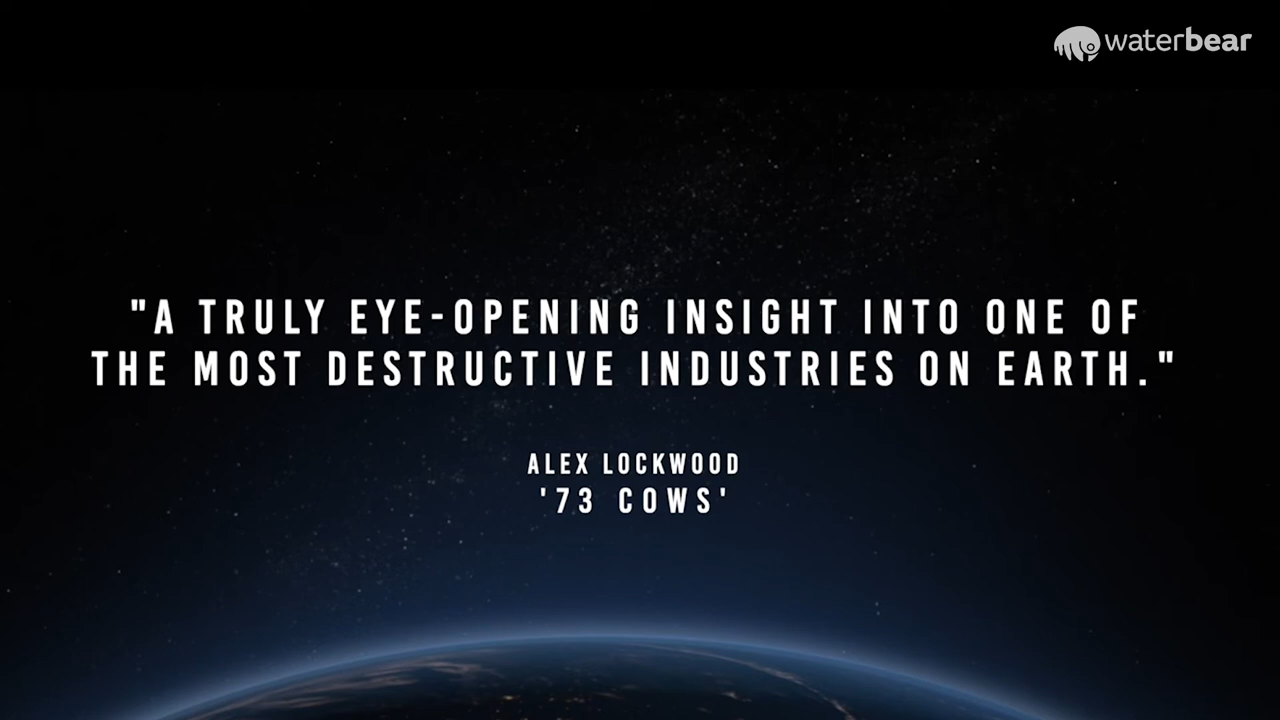 waterbear
"A TRULY EYE-OPENING INSIGHT INTO ONE OF
THE MOST DESTRUCTIVE INDUSTRIES ON EARTH."
ALEX LOCKWOOD
'73 COWS'